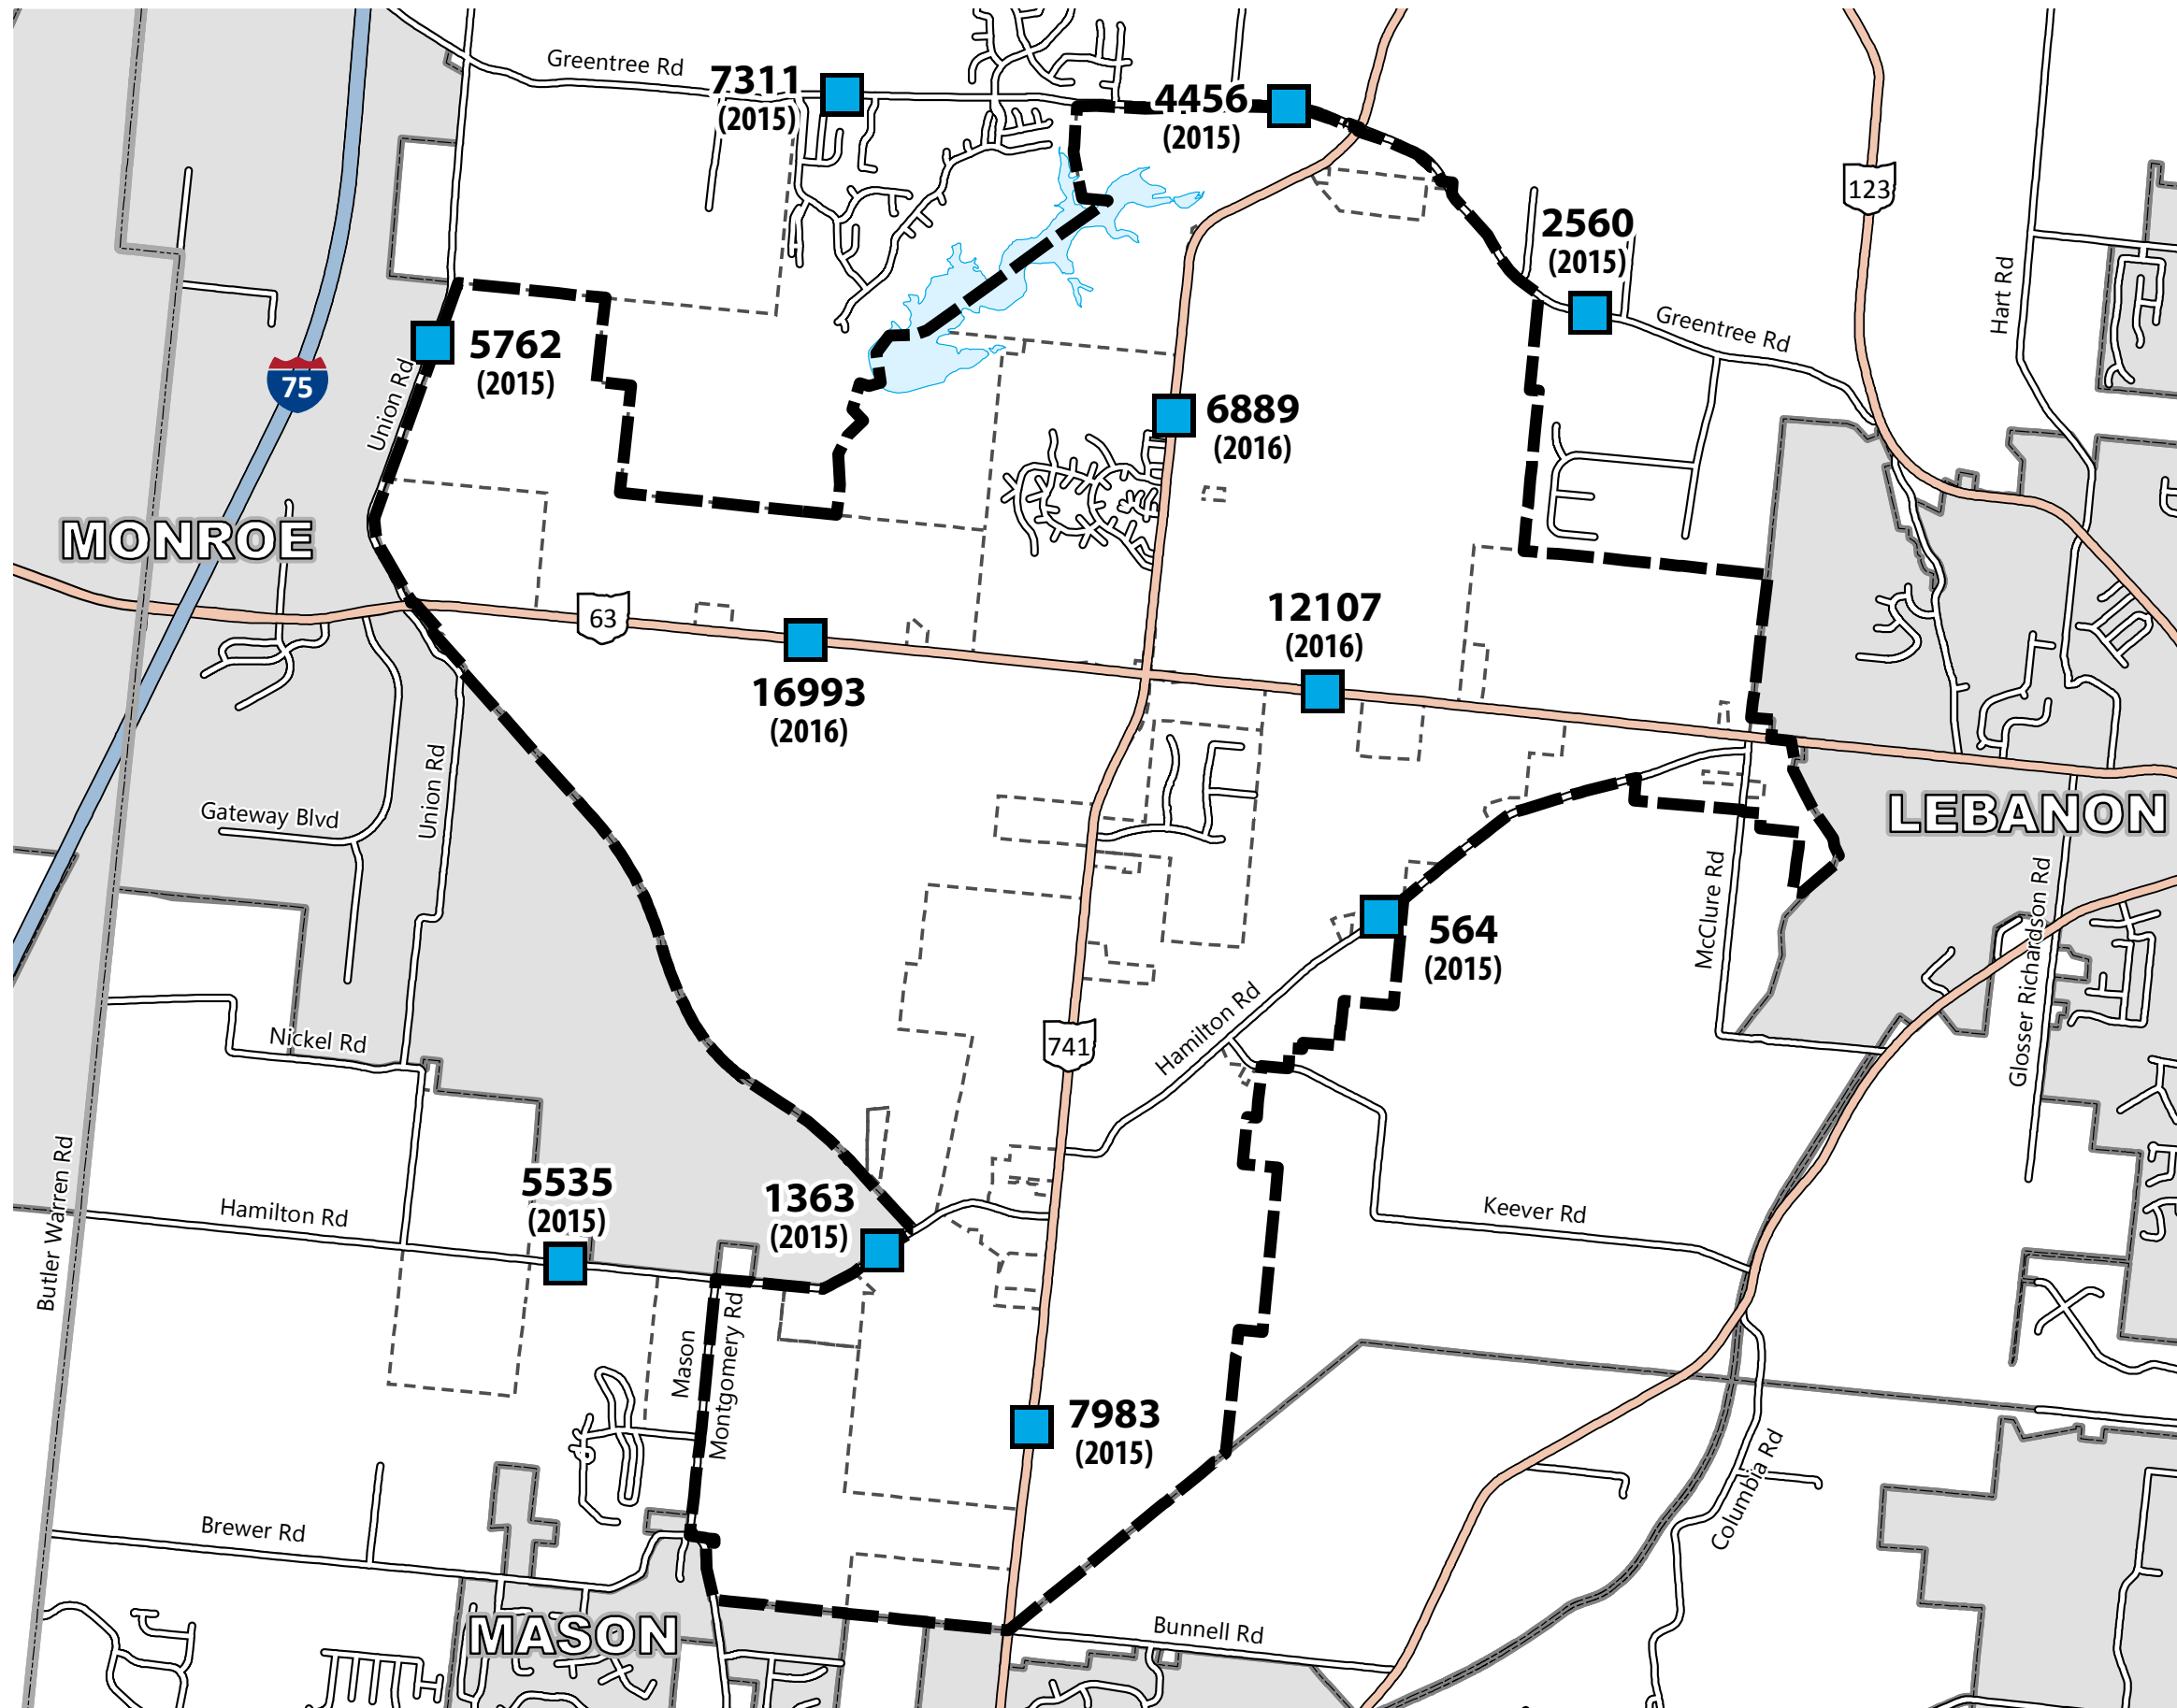 Greentree Rd
7311
(2015)
4456
(2015)
123
2560
(2015)
Greentree Rd
Hart Rd
5762
(2015)
75
Union Rd
6889
(2016)
MONROE
63
16993
(2016)
12107
(2016)
Gateway Blvd
Union Rd
LEBANON
McClure Rd
564
(2015)
Glosser Richardson Rd
Nickel Rd
741
Hamilton Rd
Butler Warren Rd
Hamilton Rd
5535
(2015)
1363
(2015)
Keever Rd
Mason
Montgomery Rd
7983
(2015)
Columbia Rd
Brewer Rd
MASON
Bunnell Rd